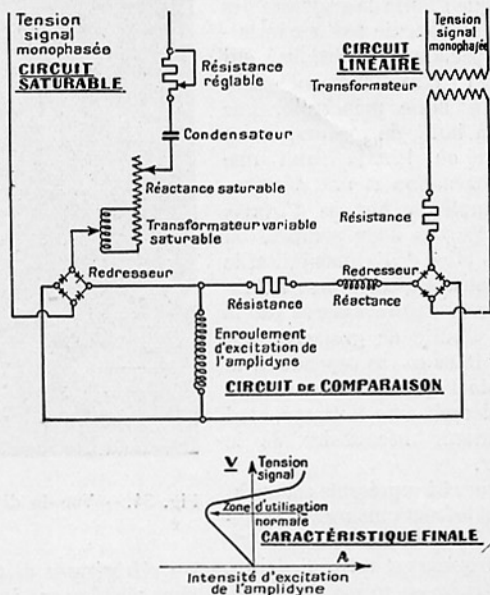 Tension
signal
monophasée
CIRCUIT
SATURABLE
Résistance
réglable
Condensateur
Réactance saturable
Transformateur variable
saturable
Redresseur
Tension
signal
monophajée
CIRCUIT
LINÉAIRE
Transformateur
Résistance
Redresseur
Réactance
Résistance
Enroulement
d'excitation de
l'amplidyne
CIRCUIT de COMPARAISON
V
Tension
signal
Zone d'utilisation
normale
CARACTÉRISTIQUE FINALE
A
Intensité d'excitation
de l'amplidyne